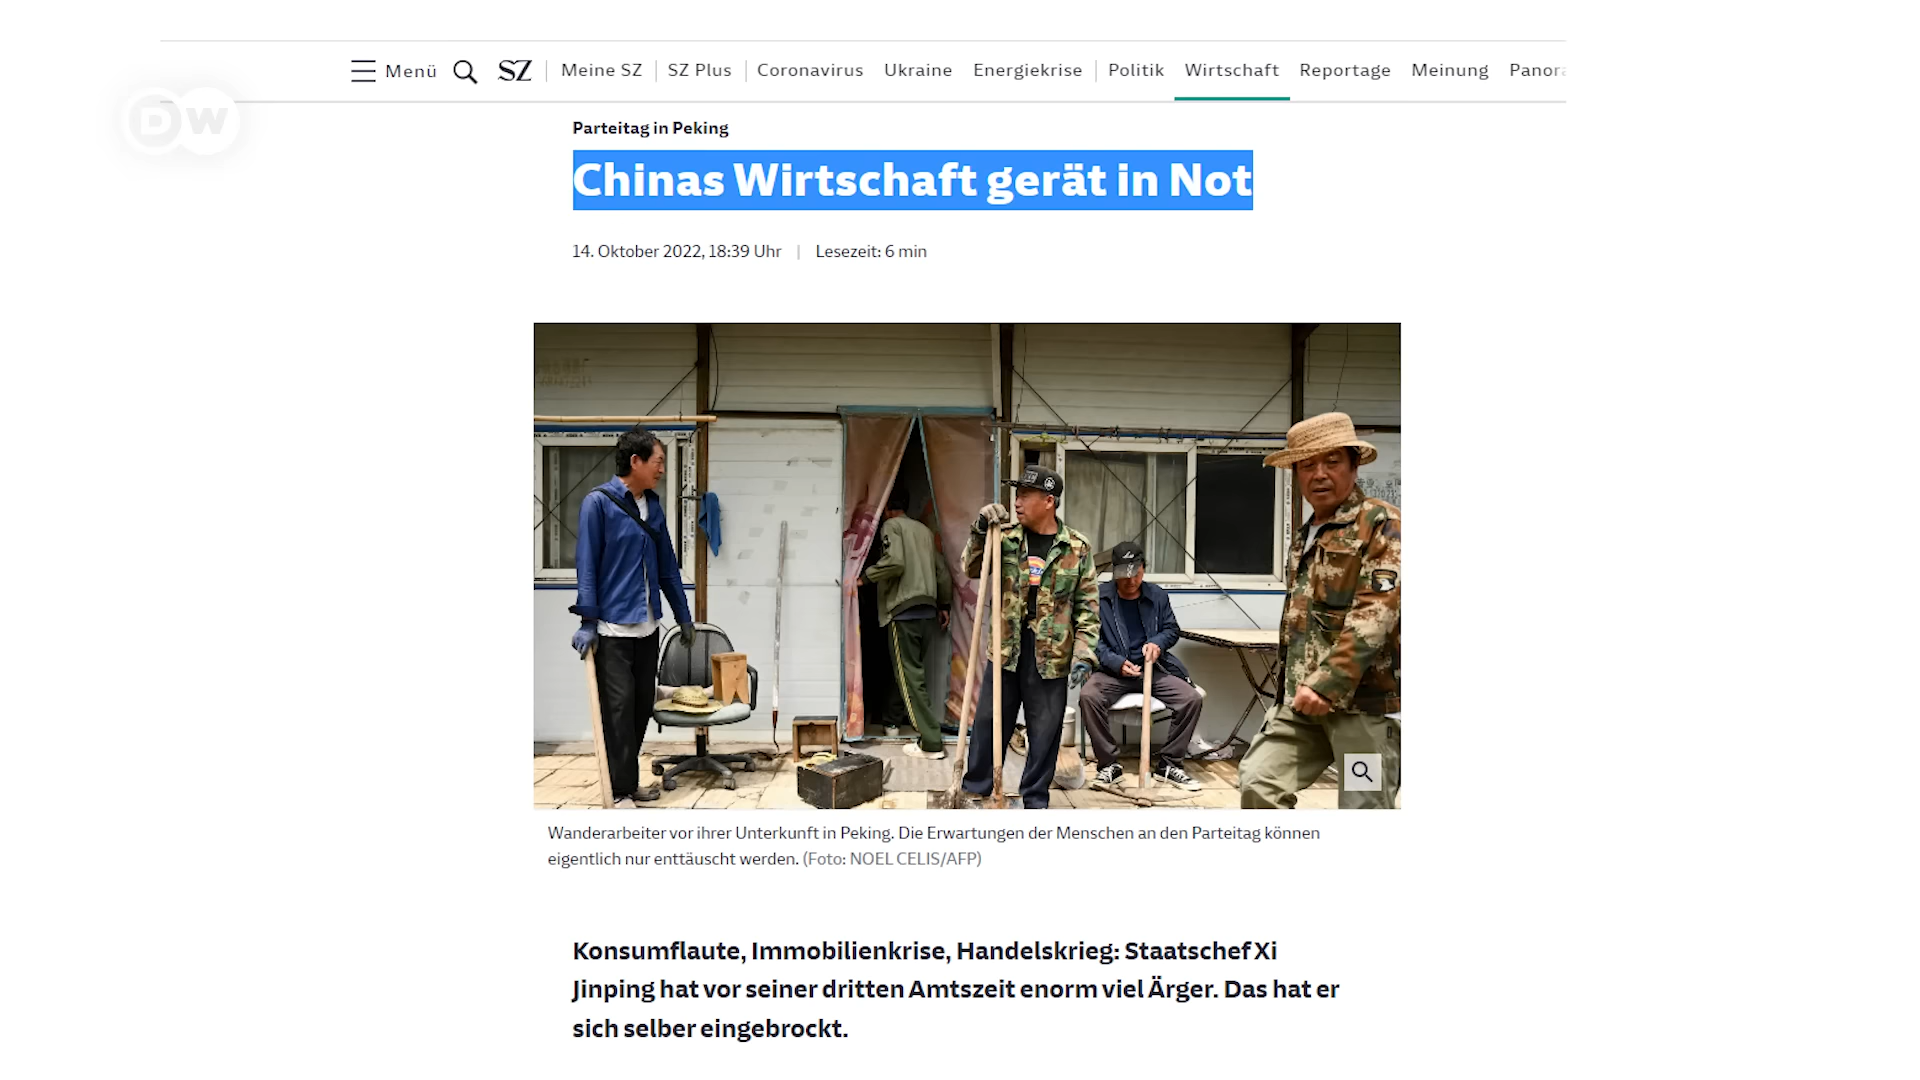 Menü SZ Meine SZ SZ Plus Coronavirus Ukraine Energiekrise Politik Wirtschaft Reportage Meinung Panora
DW
Parteitag in Peking
Chinas Wirtschaft gerät in Not
14. Oktober 2022, 18:39 Uhr | Lesezeit: 6 min
Wanderarbeiter vor ihrer Unterkunft in Peking. Die Erwartungen der Menschen an den Parteitag können
eigentlich nur enttäuscht werden. (Foto: NOEL CELIS/AFP)
Konsumflaute, Immobilienkrise, Handelskrieg: Staatschef Xi
Jinping hat vor seiner dritten Amtszeit enorm viel Ärger. Das hat er
sich selber eingebrockt.